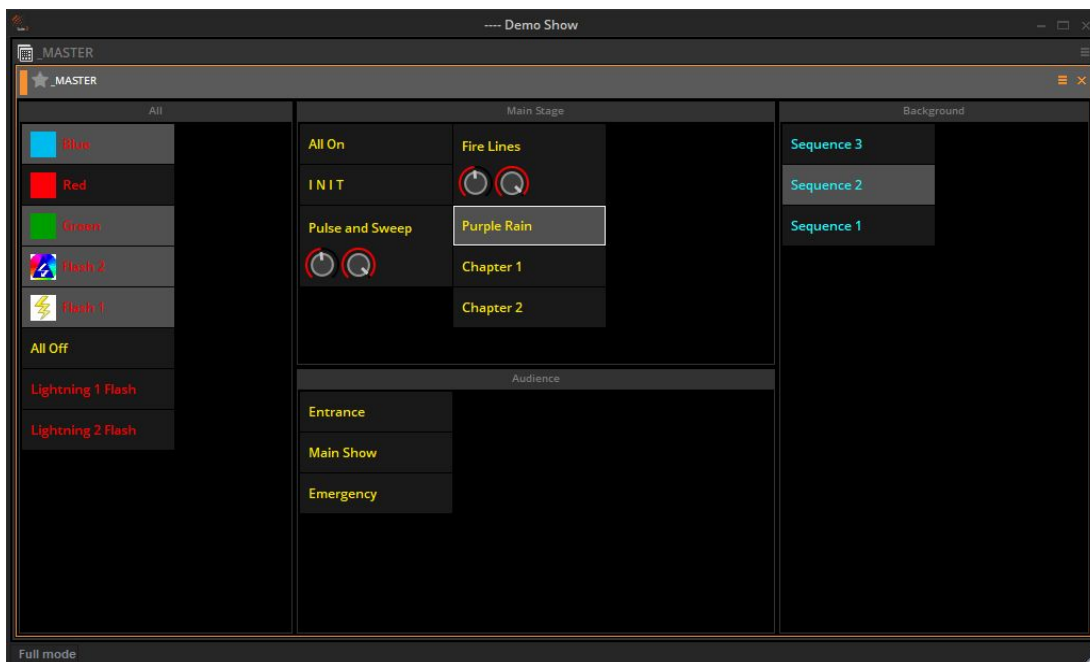 ---- Demo Show
_MASTER
_MASTER
All
Blue
Red
Green
Flash 2
Flash 1
All Off
Lightning 1 Flash
Lightning 2 Flash
Main Stage
All On
I N I T
Pulse and Sweep
Fire Lines
Purple Rain
Chapter 1
Chapter 2
Audience
Entrance
Main Show
Emergency
Background
Sequence 3
Sequence 2
Sequence 1
Full mode